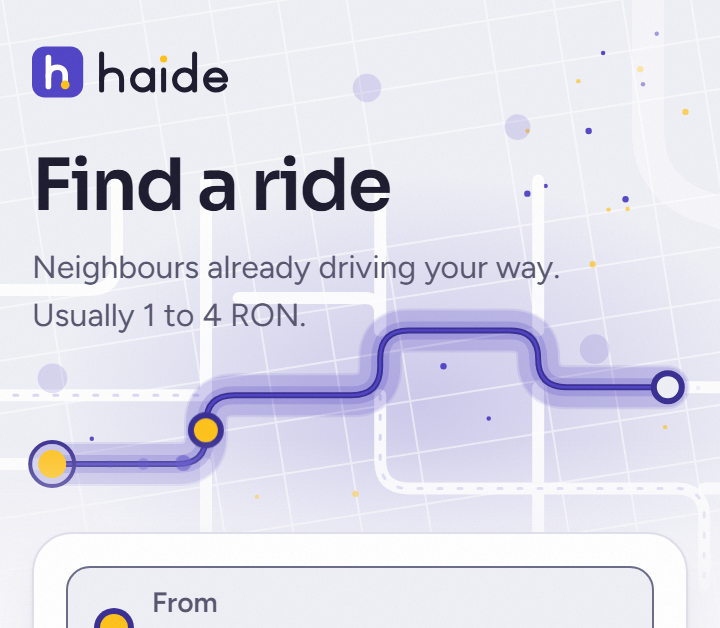 h haide
Find a ride
Neighbours already driving your way.
Usually 1 to 4 RON.
From